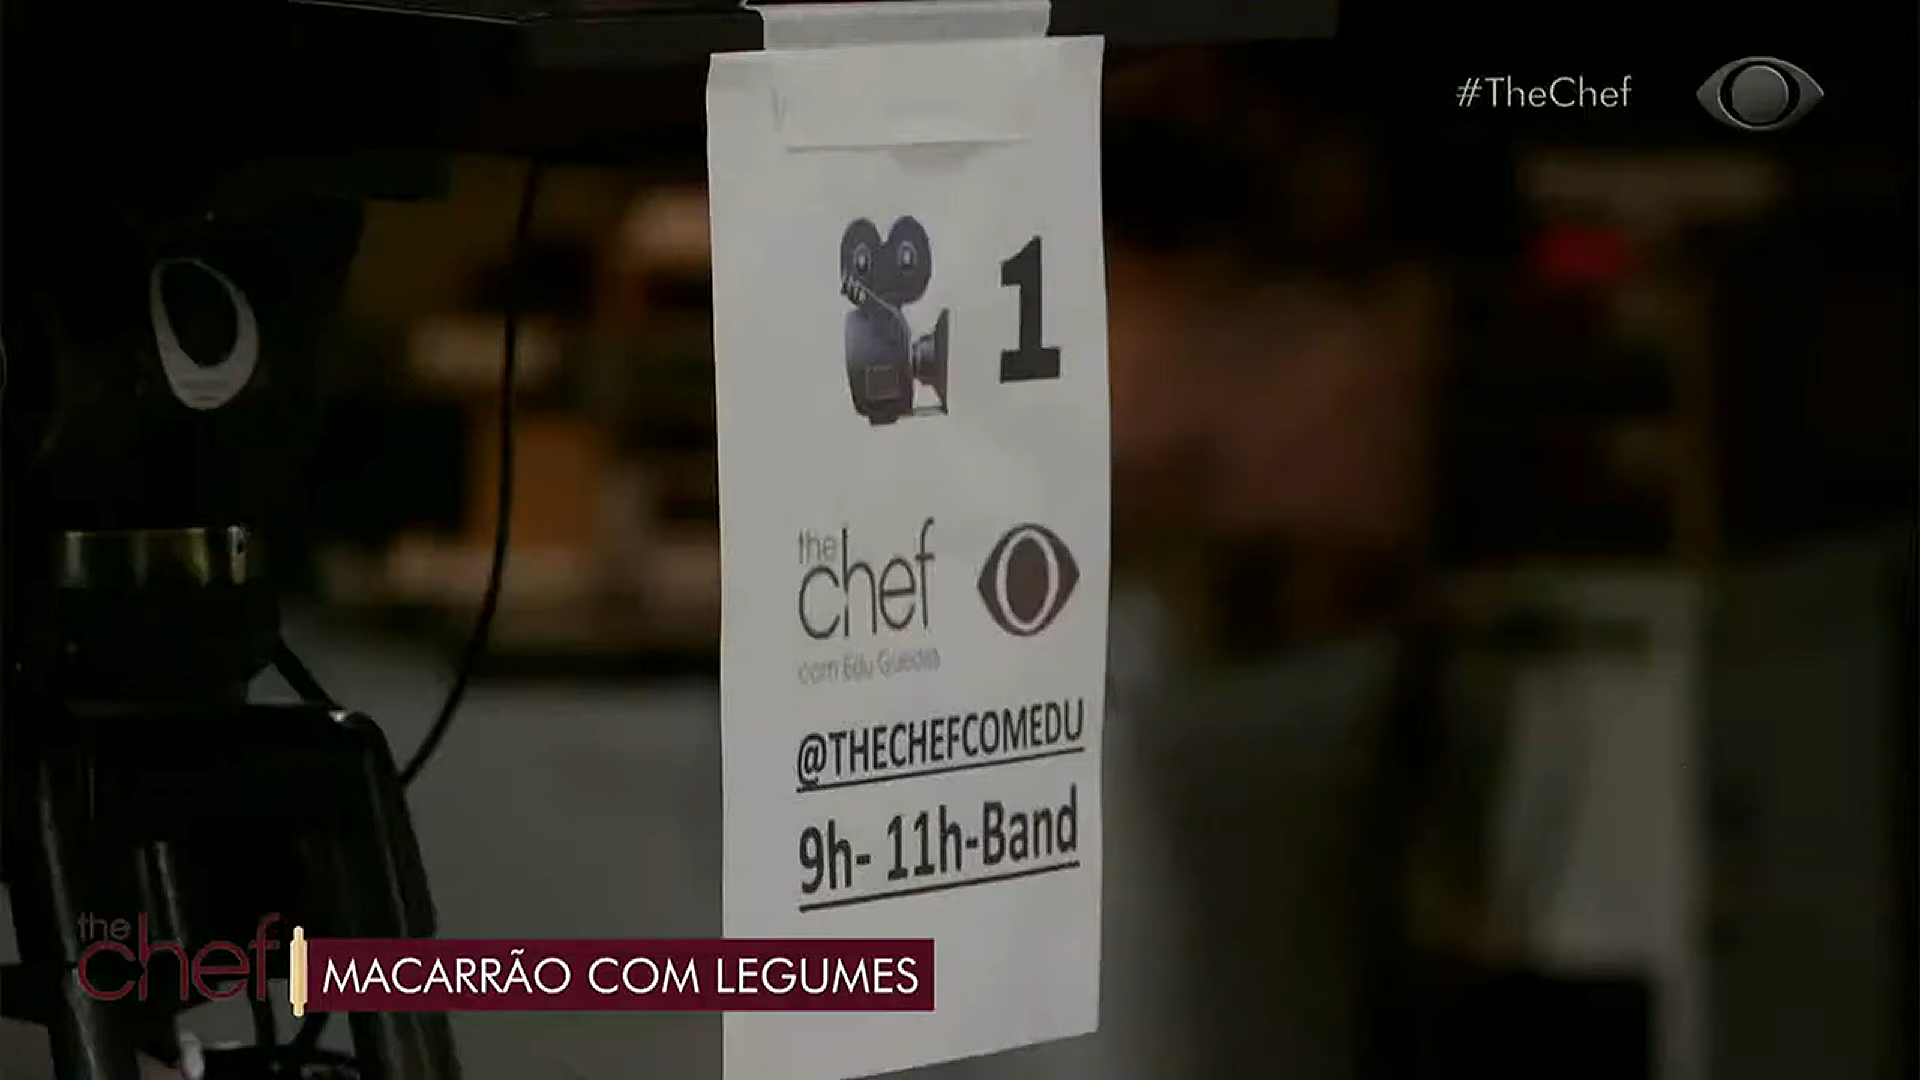 #TheChef
1
the
chef
com Edu Guedes
@THECHEFCOMEDU
9h- 11h-Band
the
chef
MACARRÃO COM LEGUMES